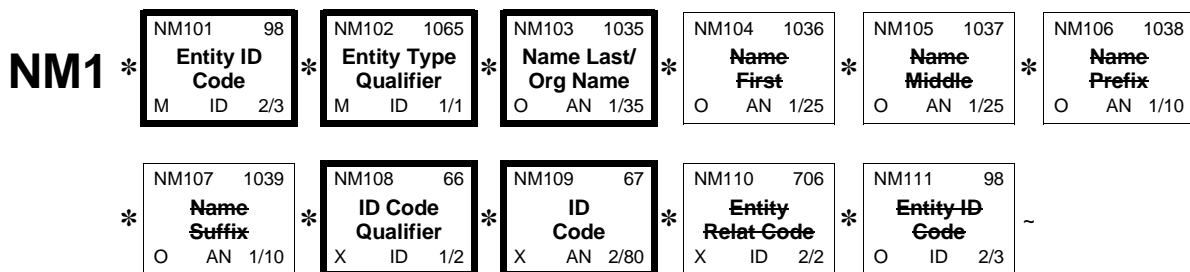 NM101 98 NM102 1065 NM103 1035 NM104 1036 NM105 1037 NM106 1038
NM1 * Entity ID Code * Entity Type Qualifier * Name Last/ Org Name * Name First * Name Middle * Name Prefix
M ID 2/3 M ID 1/1 O AN 1/35 O AN 1/25 O AN 1/25 O AN 1/10
NM107 1039 NM108 66 NM109 67 NM110 706 NM111 98
* Name Suffix * ID Code Qualifier * ID Code * Entity Relat Code * Entity ID Code ~
O AN 1/10 X ID 1/2 X AN 2/80 X ID 2/2 O ID 2/3